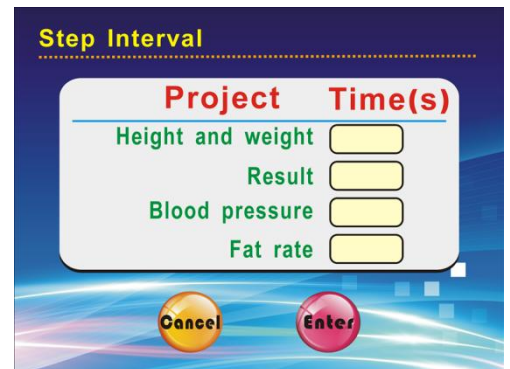 Step Interval
Project Time(s)
Height and weight
Result
Blood pressure
Fat rate
Cancel Enter